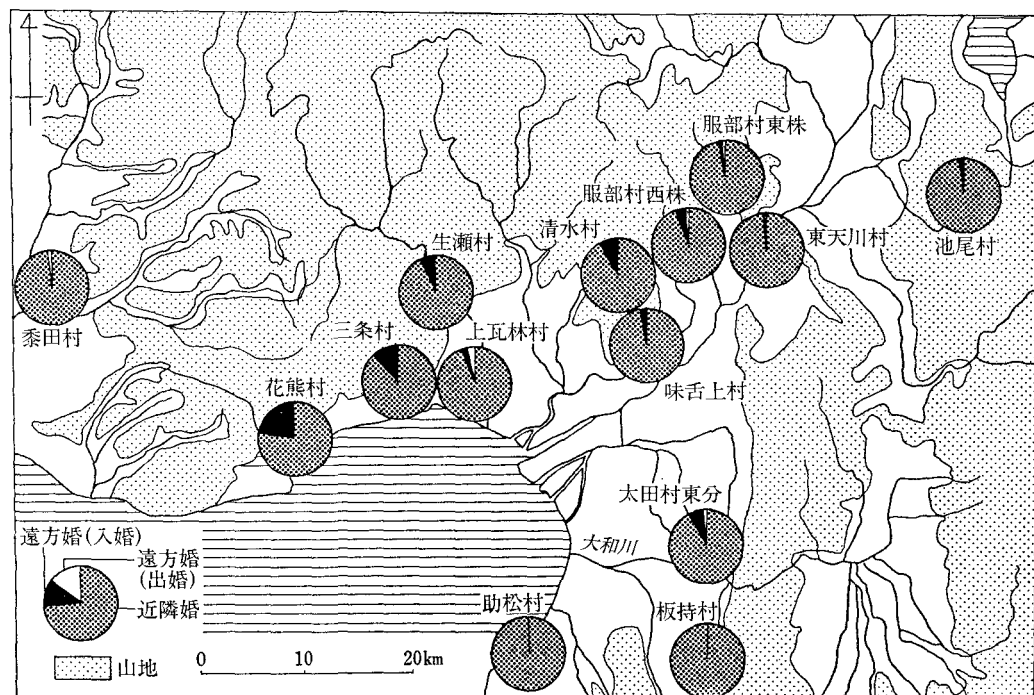 4
服部村東株
服部村西株
清水村
東天川村
池尾村
生瀬村
黍田村
三条村
上瓦林村
味舌上村
花熊村
太田村東分
大和川
遠方婚(入婚)
遠方婚
(出婚)
近隣婚
助松村
板持村
山地
0 10 20km